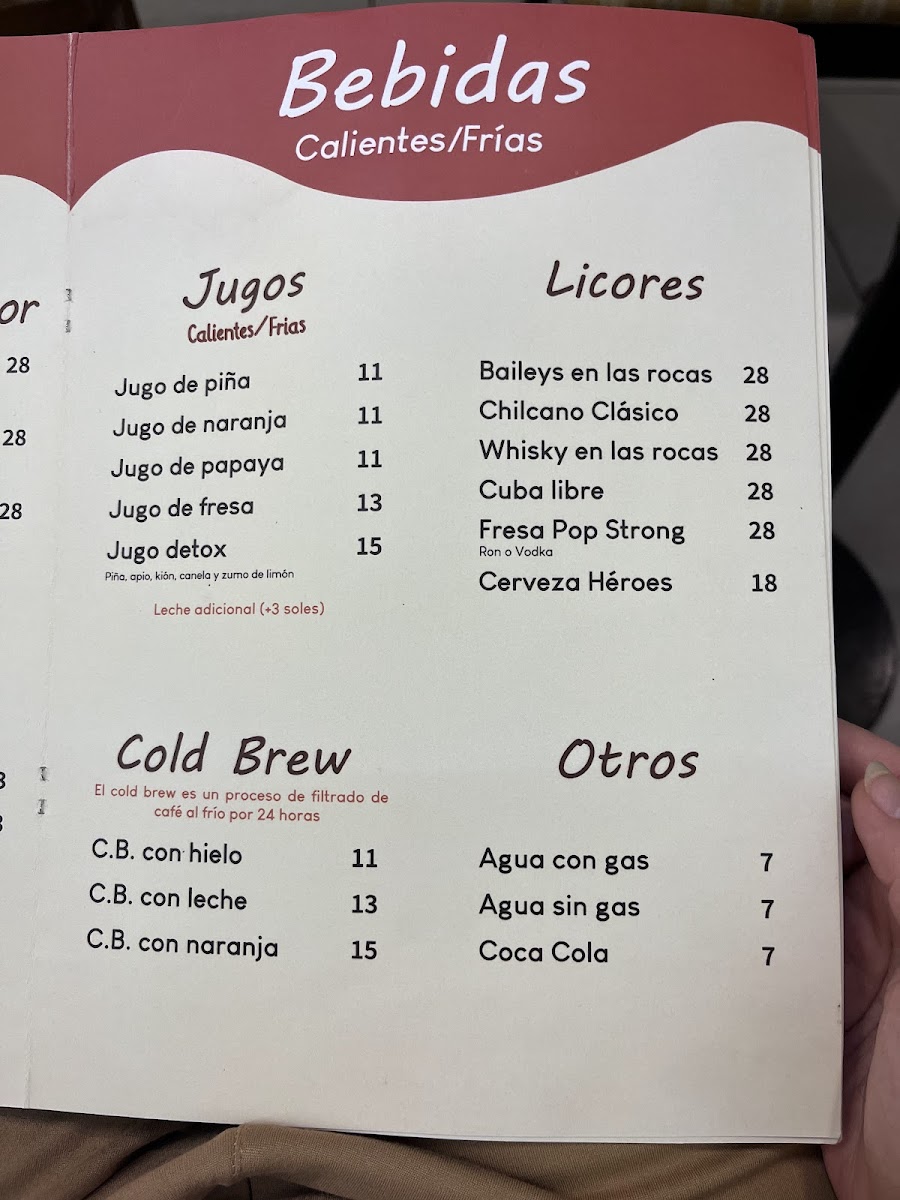 Bebidas
Calientes/Frías
or
28
28
28
Jugos
Calientes/Frias
Jugo de piña 11
Jugo de naranja 11
Jugo de papaya 11
Jugo de fresa 13
Jugo detox 15
Piña, apio, kión, canela y zumo de limón
Leche adicional (+3 soles)
Licores
Baileys en las rocas 28
Chilcano Clásico 28
Whisky en las rocas 28
Cuba libre 28
Fresa Pop Strong 28
Ron o Vodka
Cerveza Héroes 18
Cold Brew
El cold brew es un proceso de filtrado de
café al frío por 24 horas
C.B. con hielo 11
C.B. con leche 13
C.B. con naranja 15
Otros
Agua con gas 7
Agua sin gas 7
Coca Cola 7